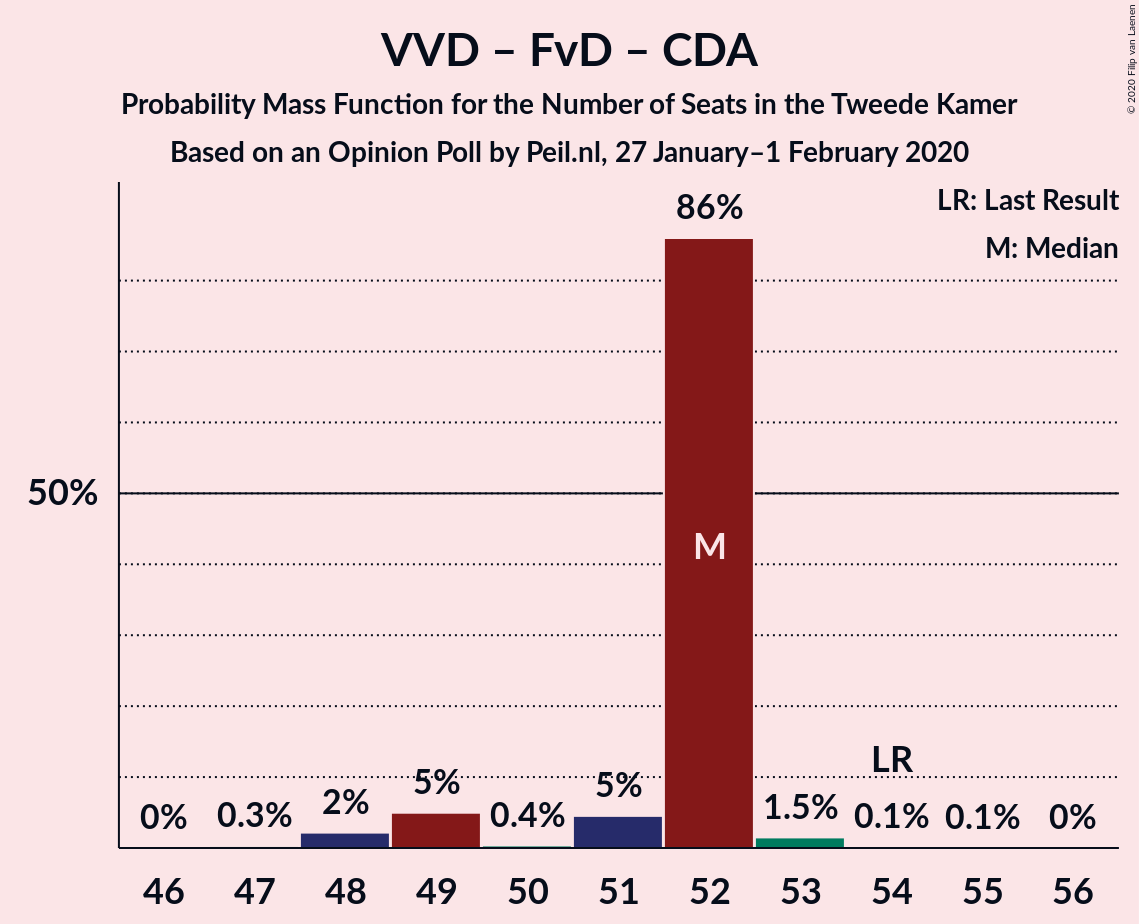 VVD – FvD – CDA
Probability Mass Function for the Number of Seats in the Tweede Kamer
Based on an Opinion Poll by Peil.nl, 27 January–1 February 2020
© 2020 Filip van Laenen
LR: Last Result
M: Median
50%
0% 0.3% 2% 5% 0.4% 5% 86% 1.5% 0.1% 0.1% 0%
M
LR
46 47 48 49 50 51 52 53 54 55 56